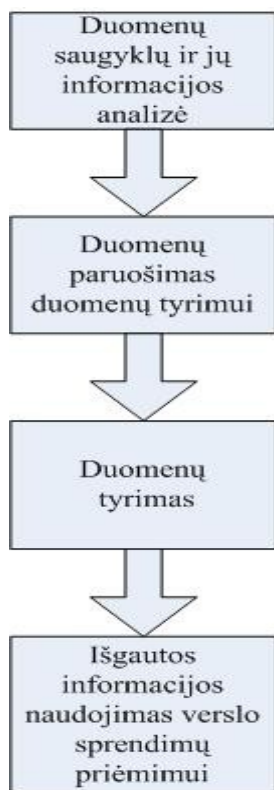 Duomenų
saugyklų ir jų
informacijos
analizė
Duomenų
paruošimas
duomenų tyrimui
Duomenų
tyrimas
Išgautos
informacijos
naudojimas verslo
sprendimų
priėmimui